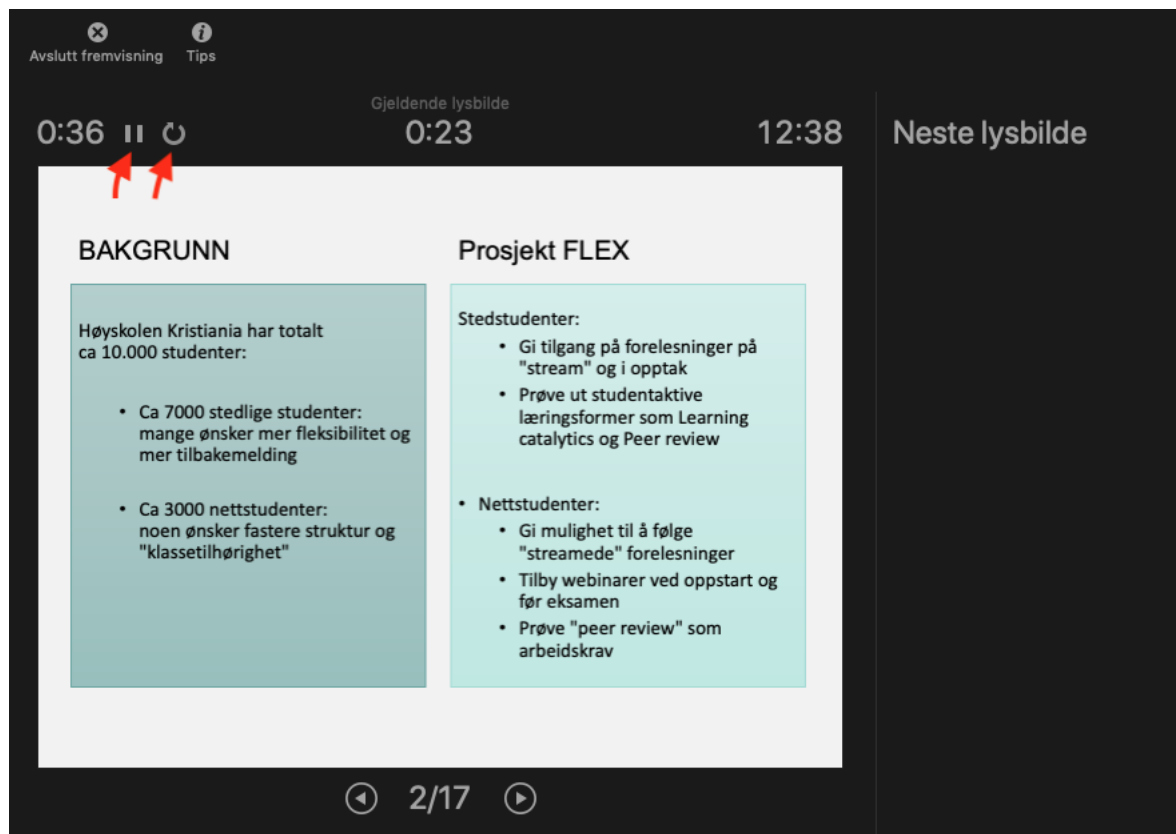 Avslutt fremvisning
Tips
Gjeldende lysbilde
0:36
0:23
12:38
Neste lysbilde
BAKGRUNN
Høyskolen Kristiania har totalt
ca 10.000 studenter:
• Ca 7000 stedlige studenter:
mange ønsker mer fleksibilitet og
mer tilbakemelding
• Ca 3000 nettstudenter:
noen ønsker fastere struktur og
"klassetilhørighet"
Prosjekt FLEX
Stedstudenter:
• Gi tilgang på forelesninger på
"stream" og i opptak
• Prøve ut studentaktive
læringsformer som Learning
catalytics og Peer review
• Nettstudenter:
• Gi mulighet til å følge
"streamede" forelesninger
• Tilby webinarer ved oppstart og
før eksamen
• Prøve "peer review" som
arbeidskrav
2/17